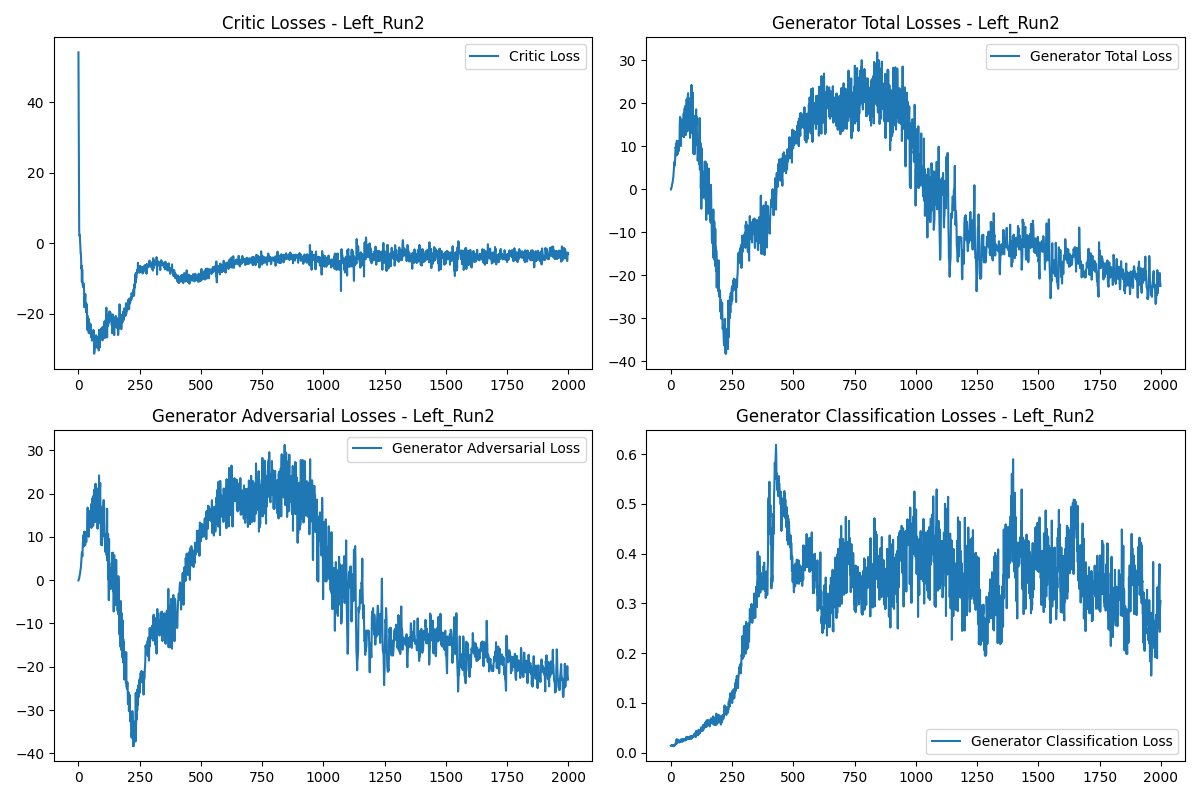 Critic Losses - Left_Run2
Critic Loss
40
20
0
−20
0 250 500 750 1000 1250 1500 1750 2000
Generator Total Losses - Left_Run2
Generator Total Loss
30
20
10
0
−10
−20
−30
−40
0 250 500 750 1000 1250 1500 1750 2000
Generator Adversarial Losses - Left_Run2
Generator Adversarial Loss
30
20
10
0
−10
−20
−30
−40
0 250 500 750 1000 1250 1500 1750 2000
Generator Classification Losses - Left_Run2
0.6
0.5
0.4
0.3
0.2
0.1
0.0
Generator Classification Loss
0 250 500 750 1000 1250 1500 1750 2000